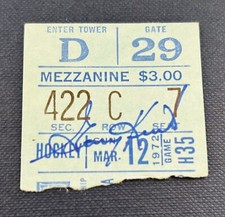 ENTER TOWER GATE
D 29
MEZZANINE $3.00
422 C 7
SEC. ROW SEAT
HOCKEY MAR. 12 1972 GAME H35